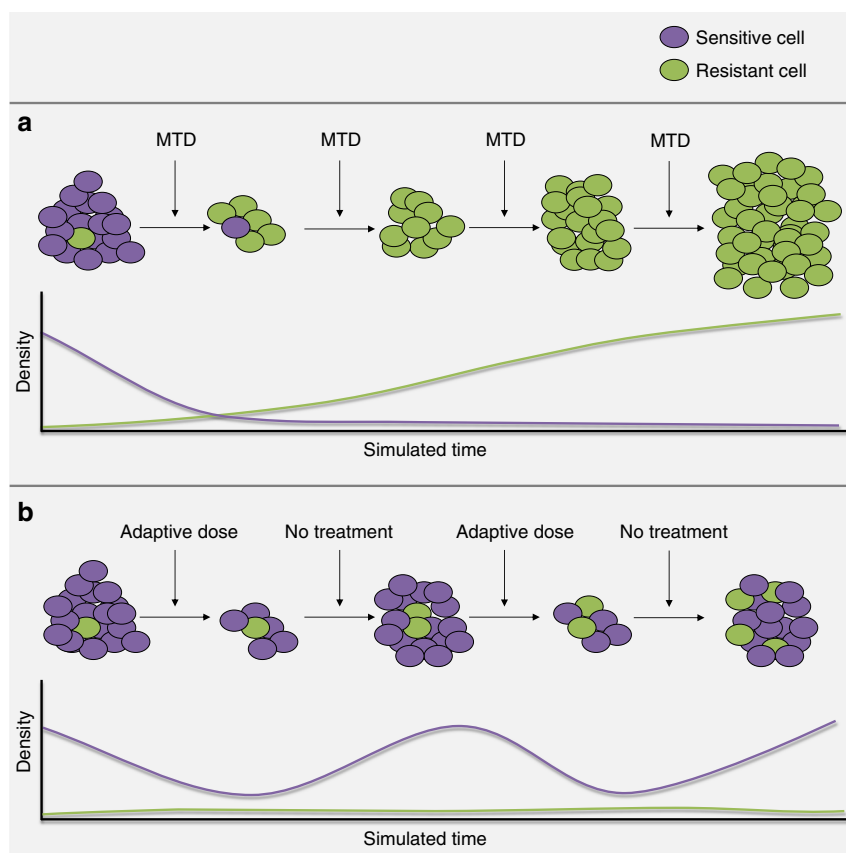 Sensitive cell
Resistant cell
a
MTD MTD MTD MTD
Density
Simulated time
b
Adaptive dose No treatment Adaptive dose No treatment
Density
Simulated time